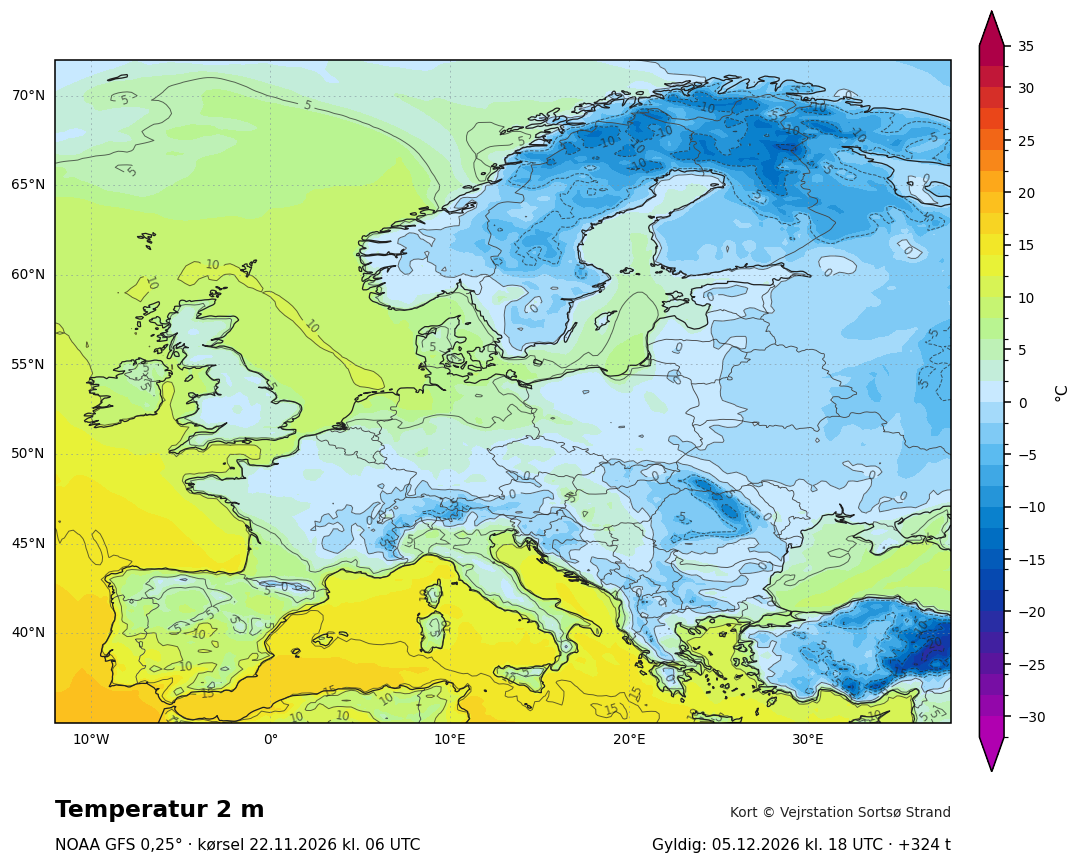 70°N
65°N
60°N
55°N
50°N
45°N
40°N
10°W
0°
10°E
20°E
30°E
35
30
25
20
15
10
5
0
−5
−10
−15
−20
−25
−30
°C
Temperatur 2 m
Kort © Vejrstation Sortsø Strand
NOAA GFS 0,25° · kørsel 22.11.2026 kl. 06 UTC
Gyldig: 05.12.2026 kl. 18 UTC · +324 t